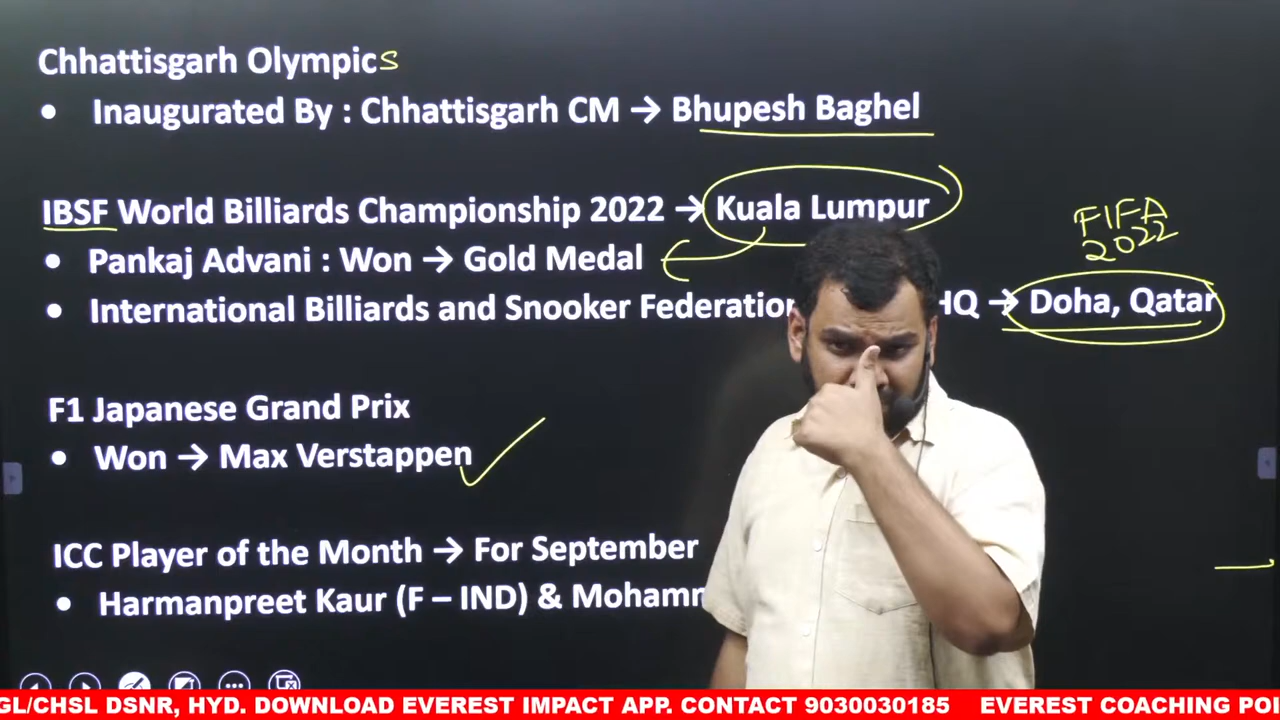 Chhattisgarh Olympics
• Inaugurated By : Chhattisgarh CM → Bhupesh Baghel
IBSF World Billiards Championship 2022 → Kuala Lumpur
FIFA
2022
• Pankaj Advani : Won → Gold Medal
• International Billiards and Snooker Federation HQ → Doha, Qatar
F1 Japanese Grand Prix
• Won → Max Verstappen
ICC Player of the Month → For September
• Harmanpreet Kaur (F – IND) &
GL/CHSL DSNR, HYD. DOWNLOAD EVEREST IMPACT APP. CONTACT 9030030185 EVEREST COACHING